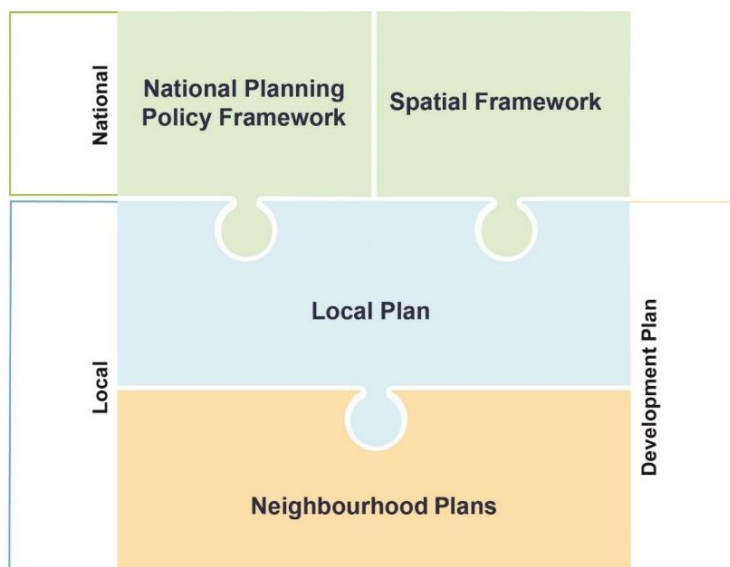 National
National Planning
Policy Framework
Spatial Framework
Local
Local Plan
Development Plan
Neighbourhood Plans